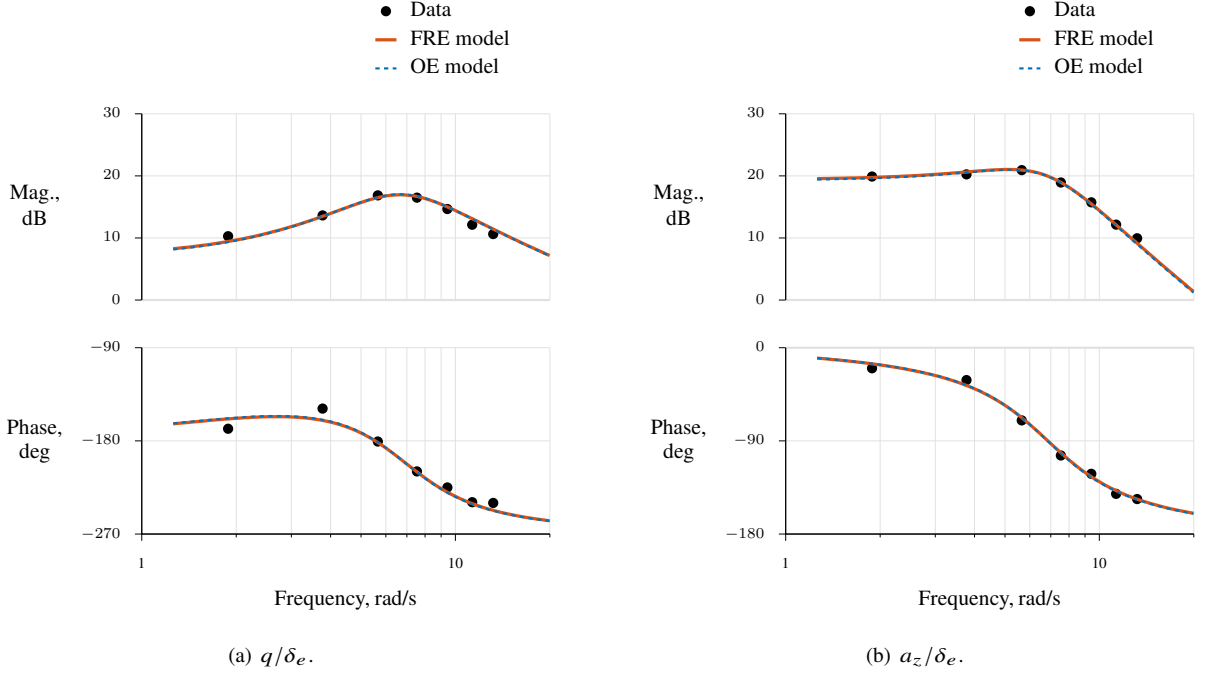 Data
FRE model
OE model
30
20
10
0
Mag.,
dB
−90
−180
−270
Phase,
deg
1
10
Frequency, rad/s
(a) q/δe.
Data
FRE model
OE model
30
20
10
0
Mag.,
dB
0
−90
−180
Phase,
deg
1
10
Frequency, rad/s
(b) az/δe.